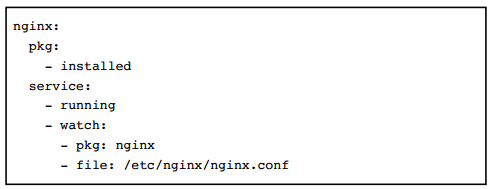 nginx:
  pkg:
    - installed
  service:
    - running
    - watch:
      - pkg: nginx
      - file: /etc/nginx/nginx.conf